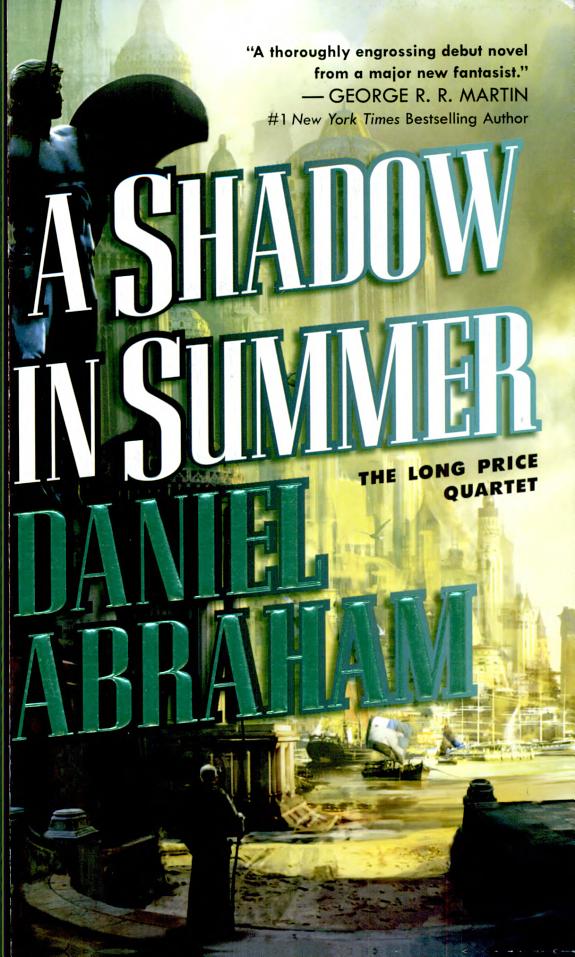 “A thoroughly engrossing debut novel
from a major new fantasist.”
— GEORGE R. R. MARTIN
#1 New York Times Bestselling Author
A SHADOW
IN SUMMER
THE LONG PRICE
QUARTET
DANIEL
ABRAHAM